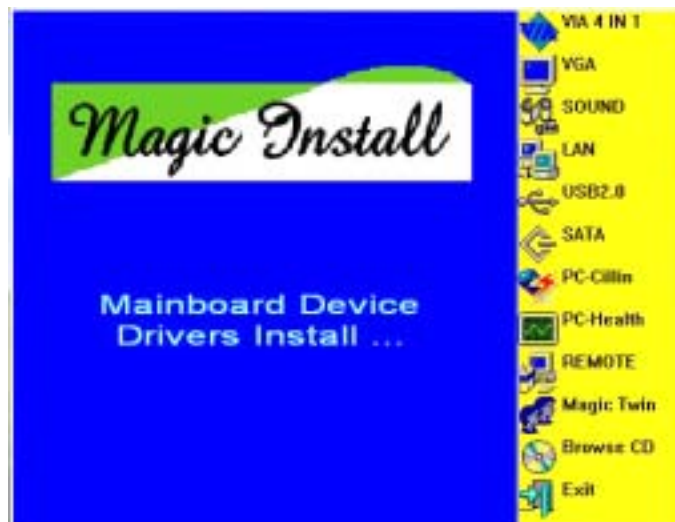 Magic Install
Mainboard Device
Drivers Install ...
VIA 4 IN 1
VGA
SOUND
LAN
USB2.0
SATA
PC-Cillin
PC-Health
REMOTE
Magic Twin
Browse CD
Exit